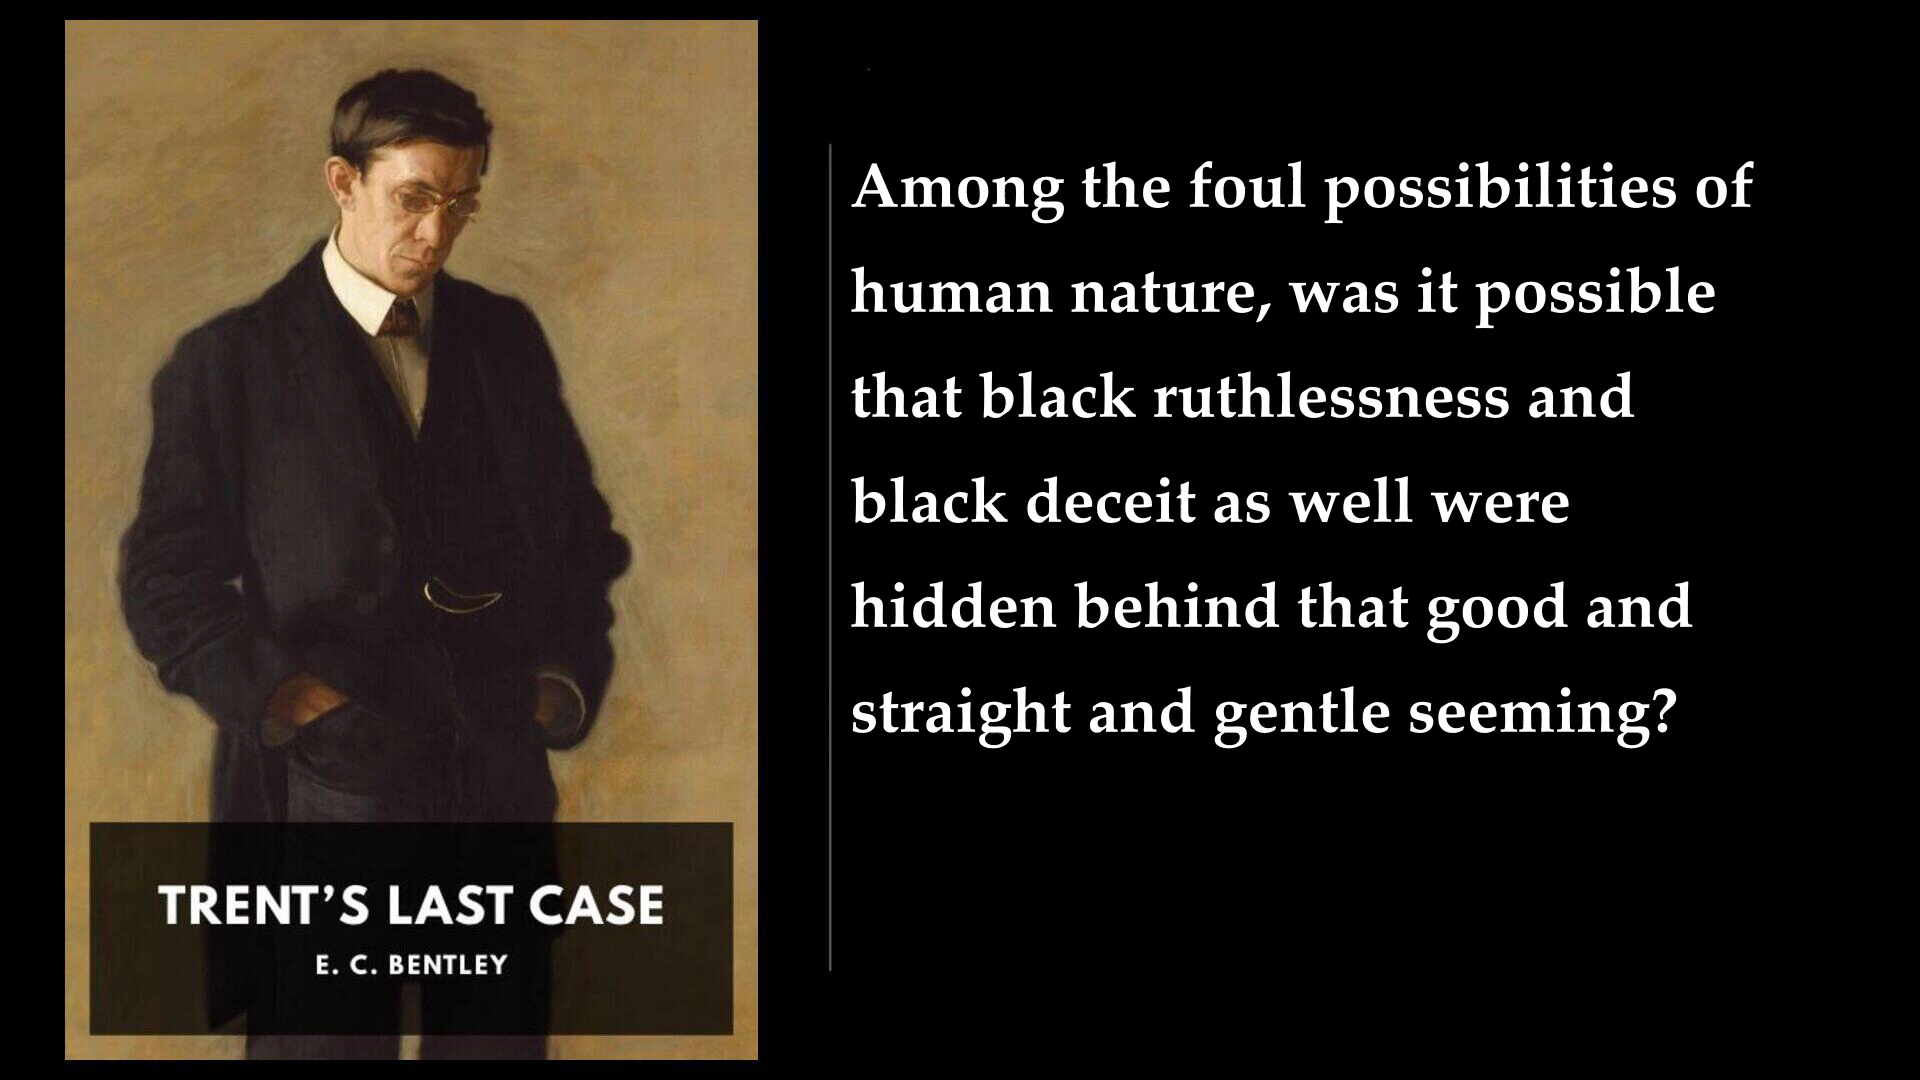 Among the foul possibilities of
human nature, was it possible
that black ruthlessness and
black deceit as well were
hidden behind that good and
straight and gentle seeming?
TRENT’S LAST CASE
E. C. BENTLEY